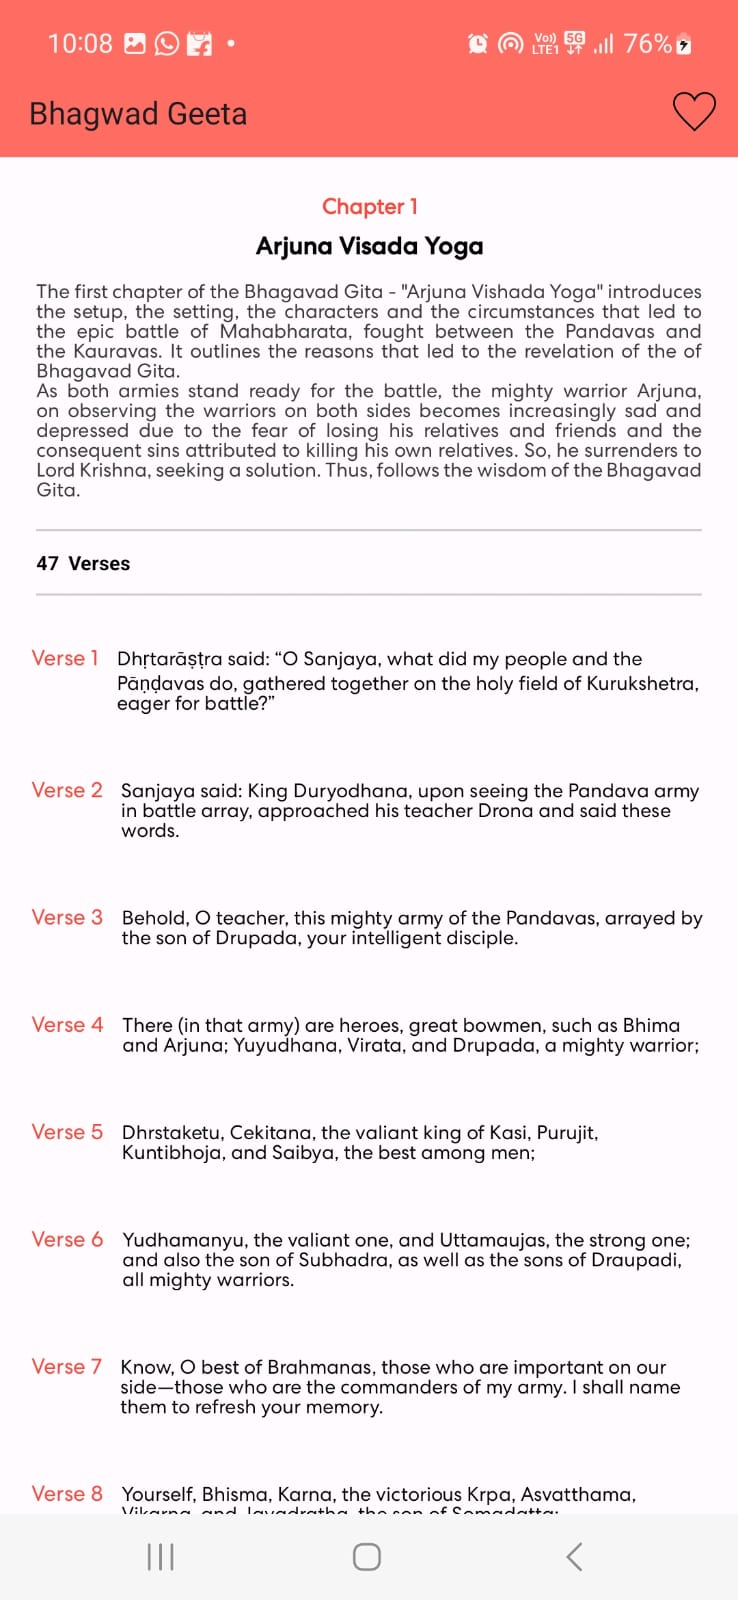 10:08
Vo)) LTE1 5G 76%
Bhagwad Geeta
Chapter 1
Arjuna Visada Yoga
The first chapter of the Bhagavad Gita - "Arjuna Vishada Yoga" introduces
the setup, the setting, the characters and the circumstances that led to
the epic battle of Mahabharata, fought between the Pandavas and
the Kauravas. It outlines the reasons that led to the revelation of the of
Bhagavad Gita.
As both armies stand ready for the battle, the mighty warrior Arjuna,
on observing the warriors on both sides becomes increasingly sad and
depressed due to the fear of losing his relatives and friends and the
consequent sins attributed to killing his own relatives. So, he surrenders to
Lord Krishna, seeking a solution. Thus, follows the wisdom of the Bhagavad
Gita.
47 Verses
Verse 1 Dhṛtarāṣṭra said: “O Sanjaya, what did my people and the
Pāṇḍavas do, gathered together on the holy field of Kurukshetra,
eager for battle?”
Verse 2 Sanjaya said: King Duryodhana, upon seeing the Pandava army
in battle array, approached his teacher Drona and said these
words.
Verse 3 Behold, O teacher, this mighty army of the Pandavas, arrayed by
the son of Drupada, your intelligent disciple.
Verse 4 There (in that army) are heroes, great bowmen, such as Bhima
and Arjuna; Yuyudhana, Virata, and Drupada, a mighty warrior;
Verse 5 Dhrstaketu, Cekitana, the valiant king of Kasi, Purujit,
Kuntibhoja, and Saibya, the best among men;
Verse 6 Yudhamanyu, the valiant one, and Uttamaujas, the strong one;
and also the son of Subhadra, as well as the sons of Draupadi,
all mighty warriors.
Verse 7 Know, O best of Brahmanas, those who are important on our
side—those who are the commanders of my army. I shall name
them to refresh your memory.
Verse 8 Yourself, Bhisma, Karna, the victorious Krpa, Asvatthama,
Vikarna, and Jayadratha, the son of Somadatta;